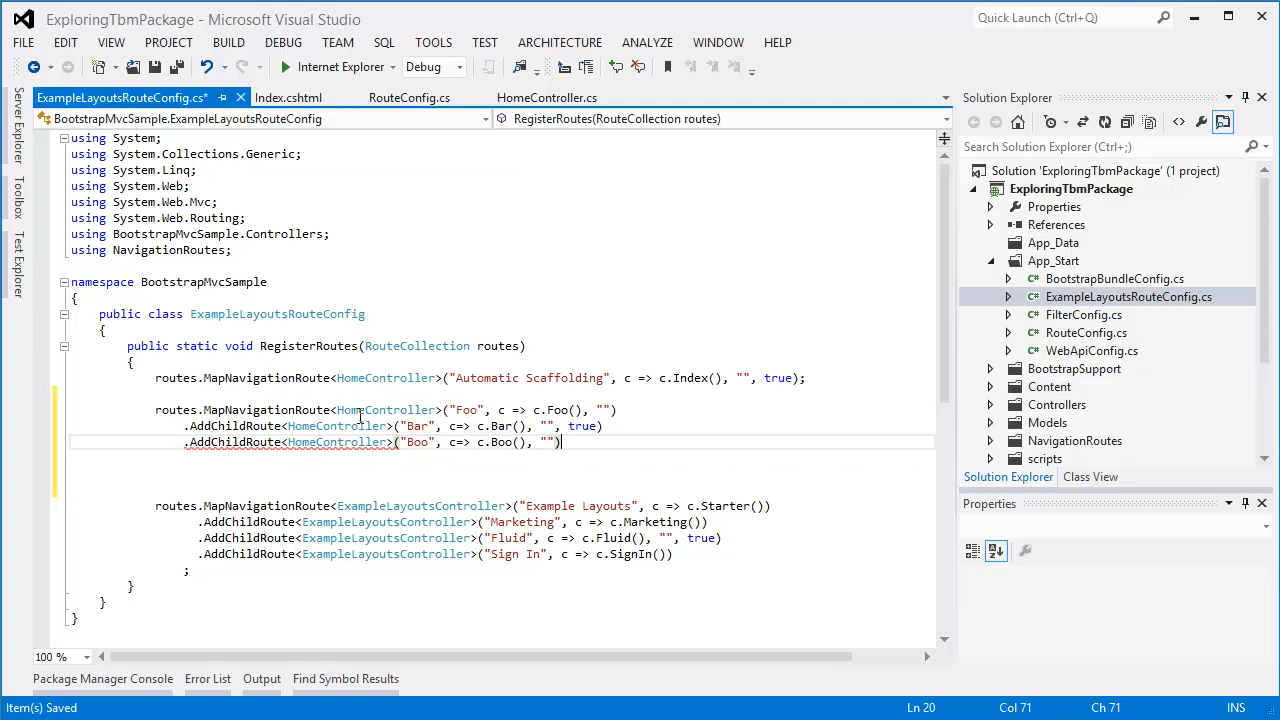 ExploringTbmPackage - Microsoft Visual Studio
Quick Launch (Ctrl+Q)
FILE EDIT VIEW PROJECT BUILD DEBUG TEAM SQL TOOLS TEST ARCHITECTURE ANALYZE WINDOW HELP
Internet Explorer Debug
Server Explorer
Toolbox
Test Explorer
ExampleLayoutsRouteConfig.cs* Index.cshtml RouteConfig.cs HomeController.cs
BootstrapMvcSample.ExampleLayoutsRouteConfig RegisterRoutes(RouteCollection routes)
using System;
using System.Collections.Generic;
using System.Linq;
using System.Web;
using System.Web.Mvc;
using System.Web.Routing;
using BootstrapMvcSample.Controllers;
using NavigationRoutes;
namespace BootstrapMvcSample
{
public class ExampleLayoutsRouteConfig
{
public static void RegisterRoutes(RouteCollection routes)
{
routes.MapNavigationRoute<HomeController>("Automatic Scaffolding", c => c.Index(), "", true);
routes.MapNavigationRoute<HomeController>("Foo", c => c.Foo(), "")
.AddChildRoute<HomeController>("Bar", c=> c.Bar(), "", true)
.AddChildRoute<HomeController>("Boo", c=> c.Boo(), "")
routes.MapNavigationRoute<ExampleLayoutsController>("Example Layouts", c => c.Starter())
.AddChildRoute<ExampleLayoutsController>("Marketing", c => c.Marketing())
.AddChildRoute<ExampleLayoutsController>("Fluid", c => c.Fluid(), "", true)
.AddChildRoute<ExampleLayoutsController>("Sign In", c => c.SignIn())
;
}
}
}
100 %
Solution Explorer
Search Solution Explorer (Ctrl+;)
Solution 'ExploringTbmPackage' (1 project)
ExploringTbmPackage
Properties
References
App_Data
App_Start
C# BootstrapBundleConfig.cs
C# ExampleLayoutsRouteConfig.cs
C# FilterConfig.cs
C# RouteConfig.cs
C# WebApiConfig.cs
BootstrapSupport
Content
Controllers
Models
NavigationRoutes
scripts
Solution Explorer Class View
Properties
Package Manager Console Error List Output Find Symbol Results
Item(s) Saved Ln 20 Col 71 Ch 71 INS